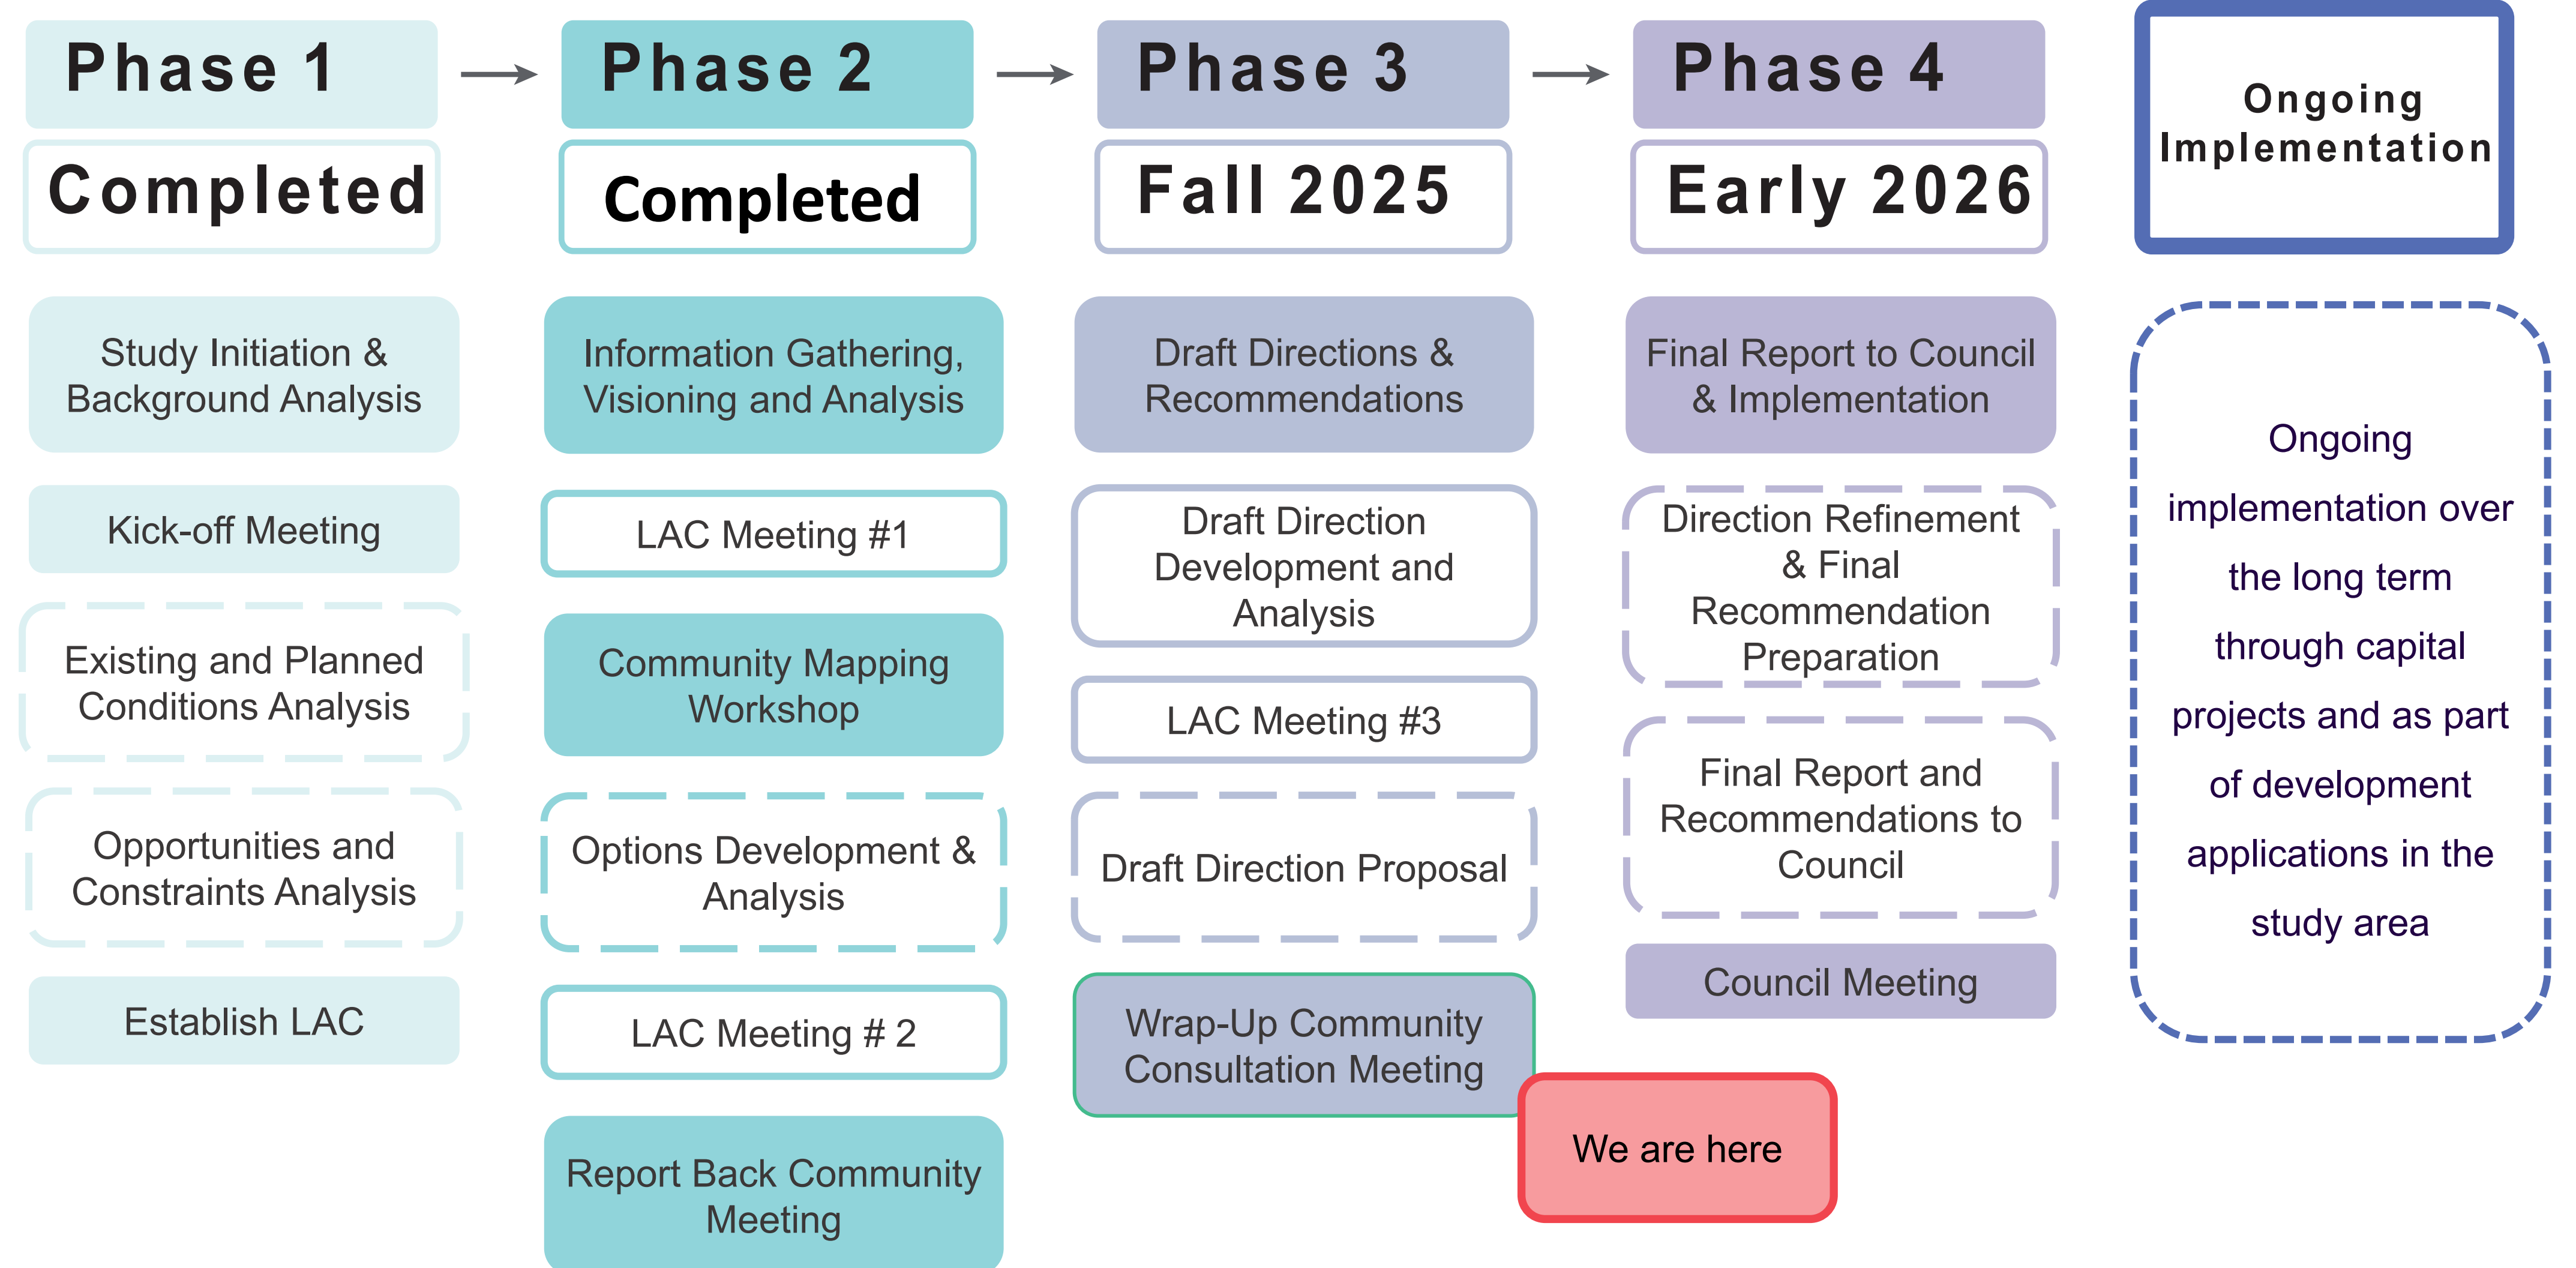 Phase 1
Completed
Study Initiation &
Background Analysis
Kick-off Meeting
Existing and Planned
Conditions Analysis
Opportunities and
Constraints Analysis
Establish LAC
Phase 2
Completed
Information Gathering,
Visioning and Analysis
LAC Meeting #1
Community Mapping
Workshop
Options Development &
Analysis
LAC Meeting # 2
Report Back Community
Meeting
Phase 3
Fall 2025
Draft Directions &
Recommendations
Draft Direction
Development and
Analysis
LAC Meeting #3
Draft Direction Proposal
Wrap-Up Community
Consultation Meeting
We are here
Phase 4
Early 2026
Final Report to Council
& Implementation
Direction Refinement
& Final
Recommendation
Preparation
Final Report and
Recommendations to
Council
Council Meeting
Ongoing
Implementation
Ongoing
implementation over
the long term
through capital
projects and as part
of development
applications in the
study area